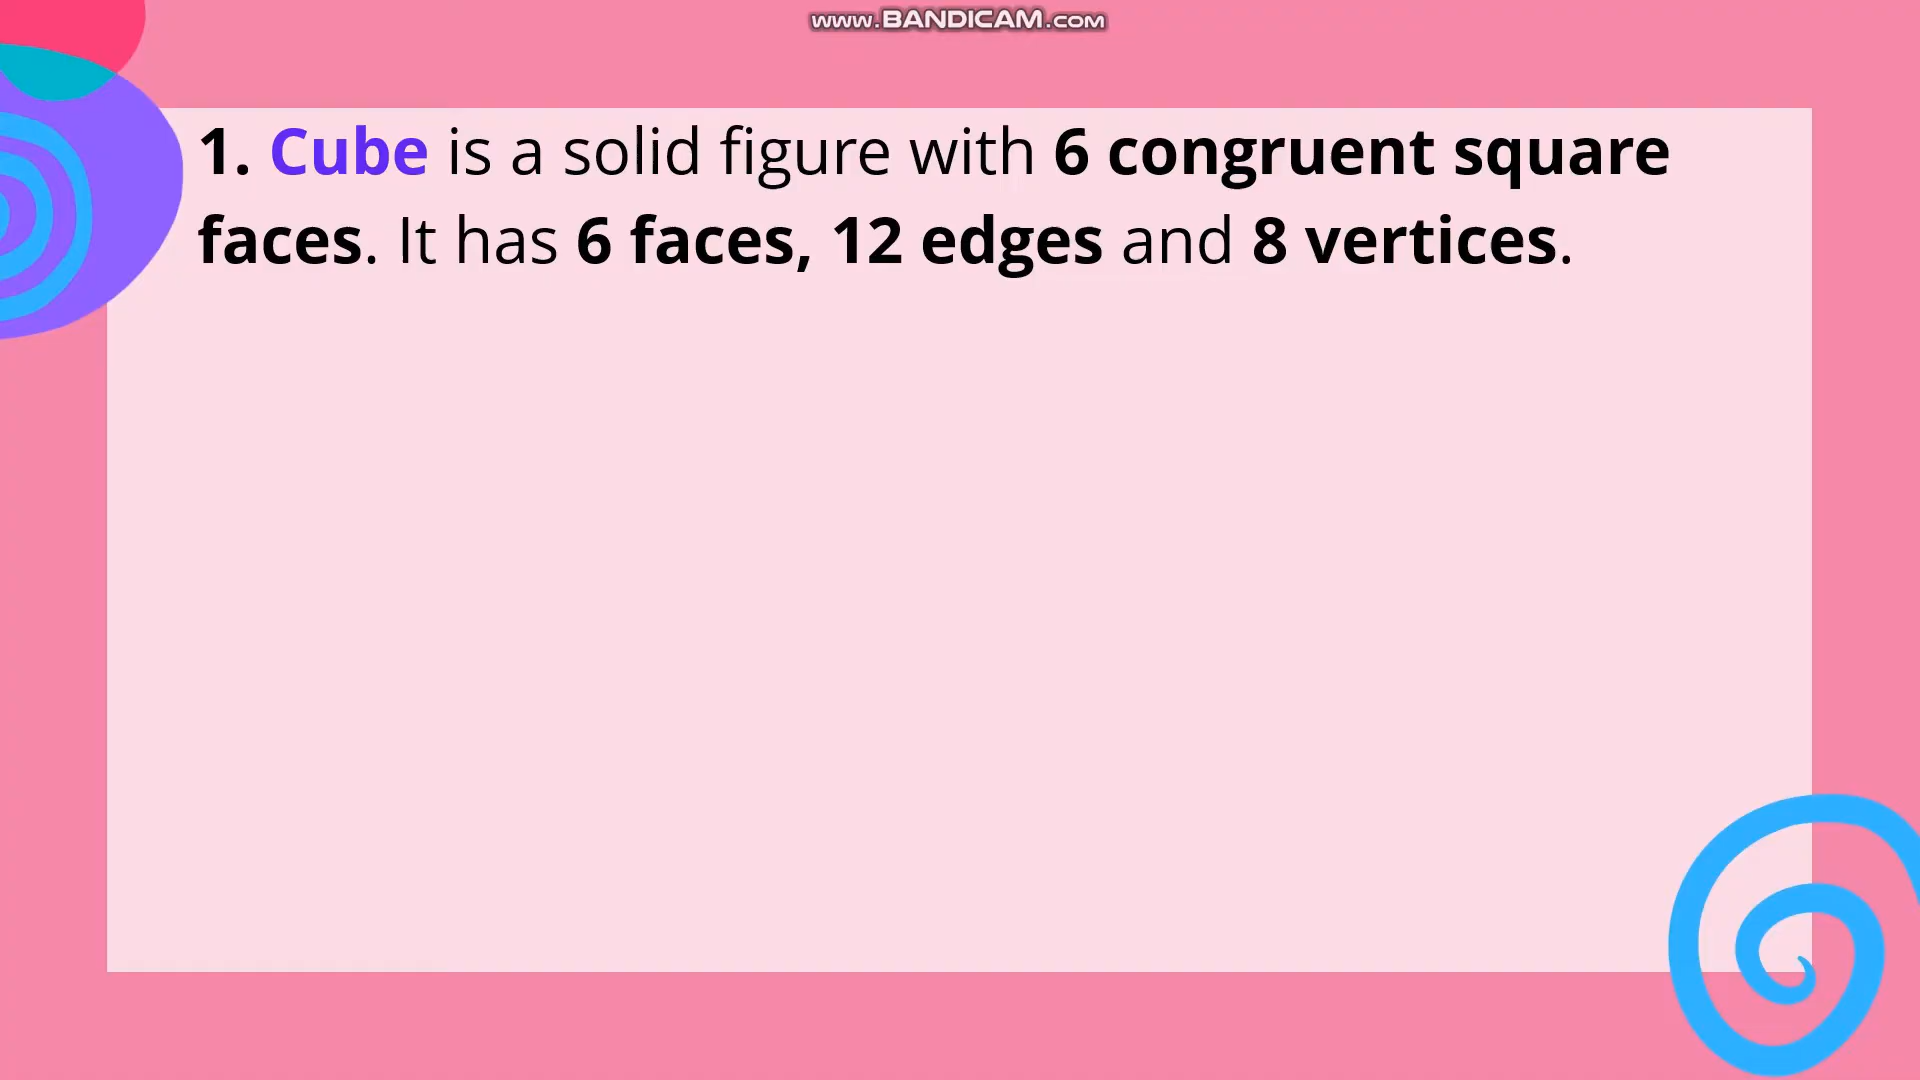 www.BANDICAM.com
1. Cube is a solid figure with 6 congruent square
faces. It has 6 faces, 12 edges and 8 vertices.